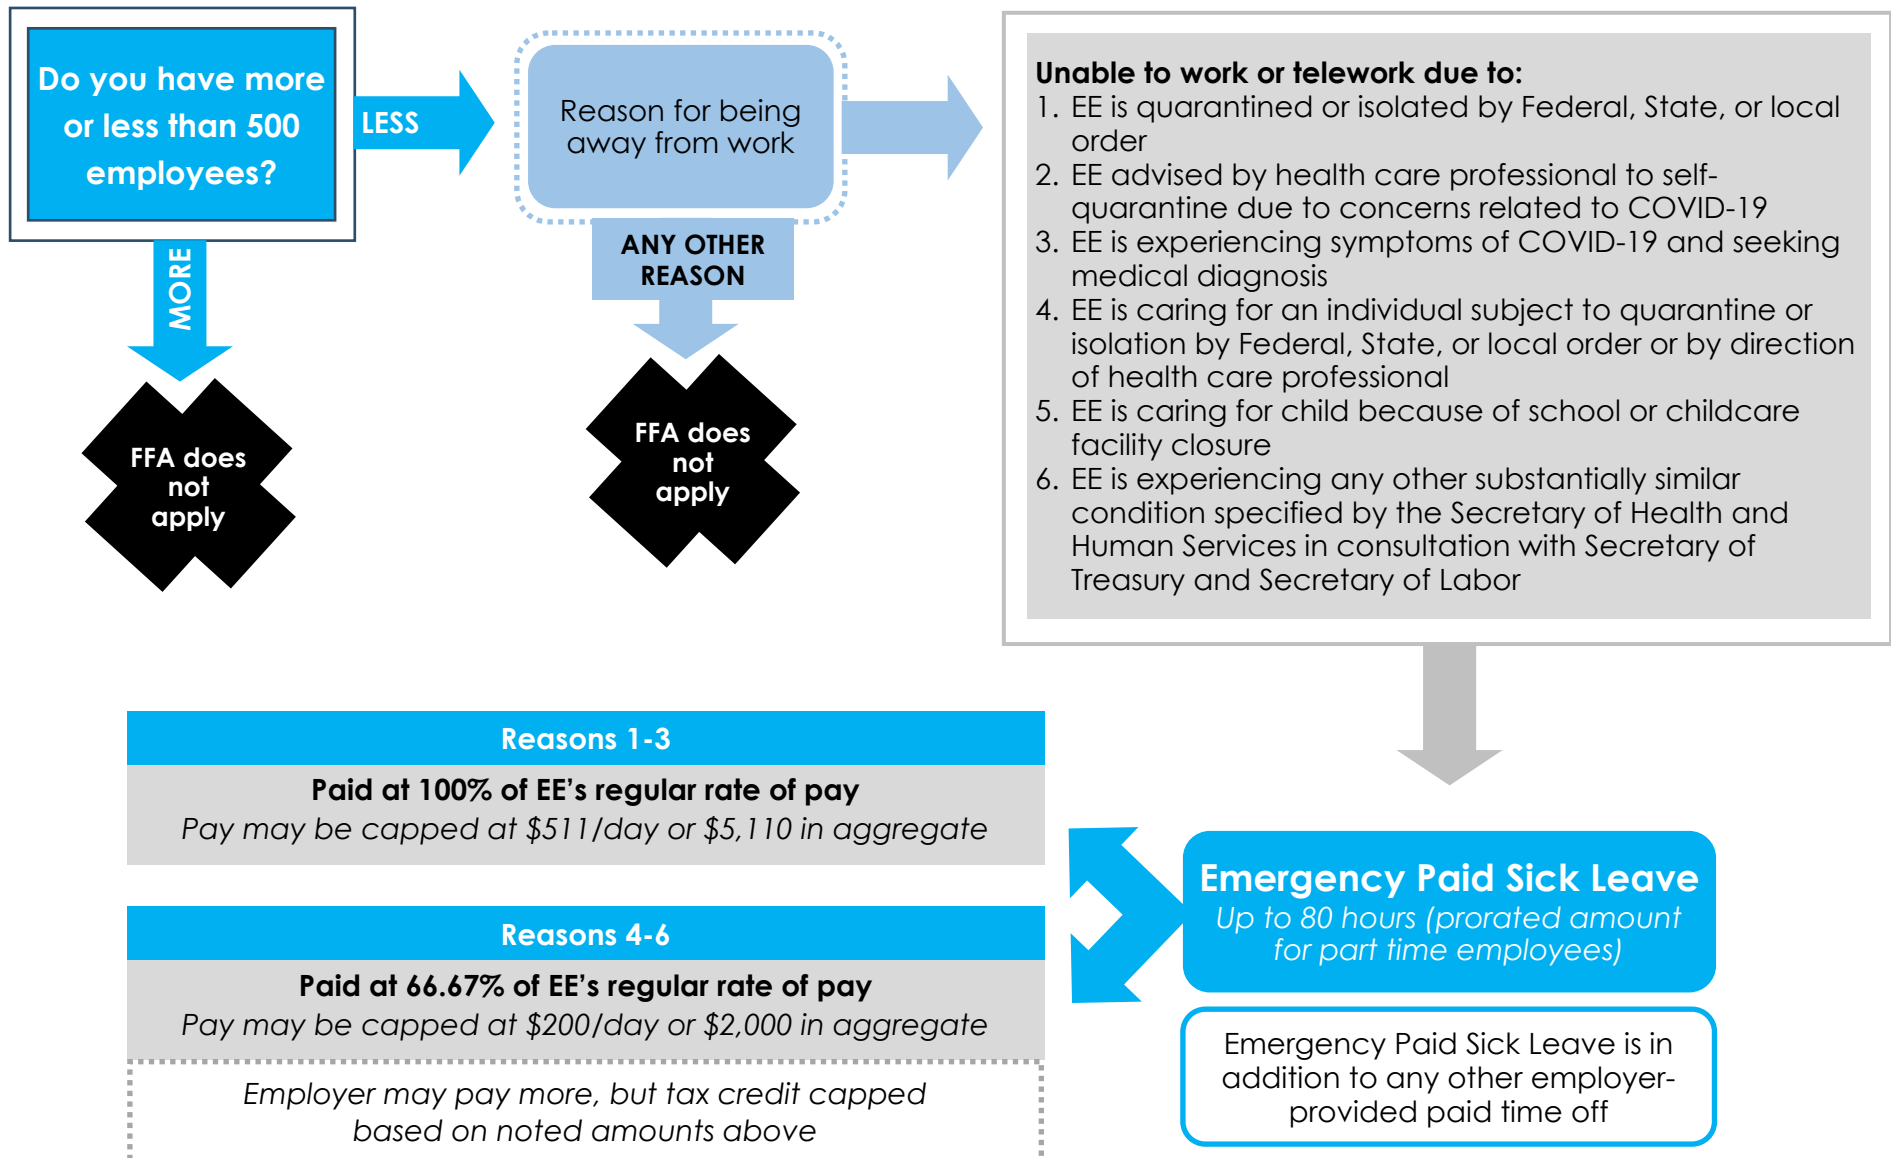 Do you have more
or less than 500
employees?
LESS
MORE
FFA does
not
apply
Reason for being
away from work
ANY OTHER
REASON
FFA does
not
apply
Unable to work or telework due to:
1. EE is quarantined or isolated by Federal, State, or local
order
2. EE advised by health care professional to self-
quarantine due to concerns related to COVID-19
3. EE is experiencing symptoms of COVID-19 and seeking
medical diagnosis
4. EE is caring for an individual subject to quarantine or
isolation by Federal, State, or local order or by direction
of health care professional
5. EE is caring for child because of school or childcare
facility closure
6. EE is experiencing any other substantially similar
condition specified by the Secretary of Health and
Human Services in consultation with Secretary of
Treasury and Secretary of Labor
Emergency Paid Sick Leave
Up to 80 hours (prorated amount
for part time employees)
Emergency Paid Sick Leave is in
addition to any other employer-
provided paid time off
Reasons 1-3
Paid at 100% of EE’s regular rate of pay
Pay may be capped at $511/day or $5,110 in aggregate
Reasons 4-6
Paid at 66.67% of EE’s regular rate of pay
Pay may be capped at $200/day or $2,000 in aggregate
Employer may pay more, but tax credit capped
based on noted amounts above